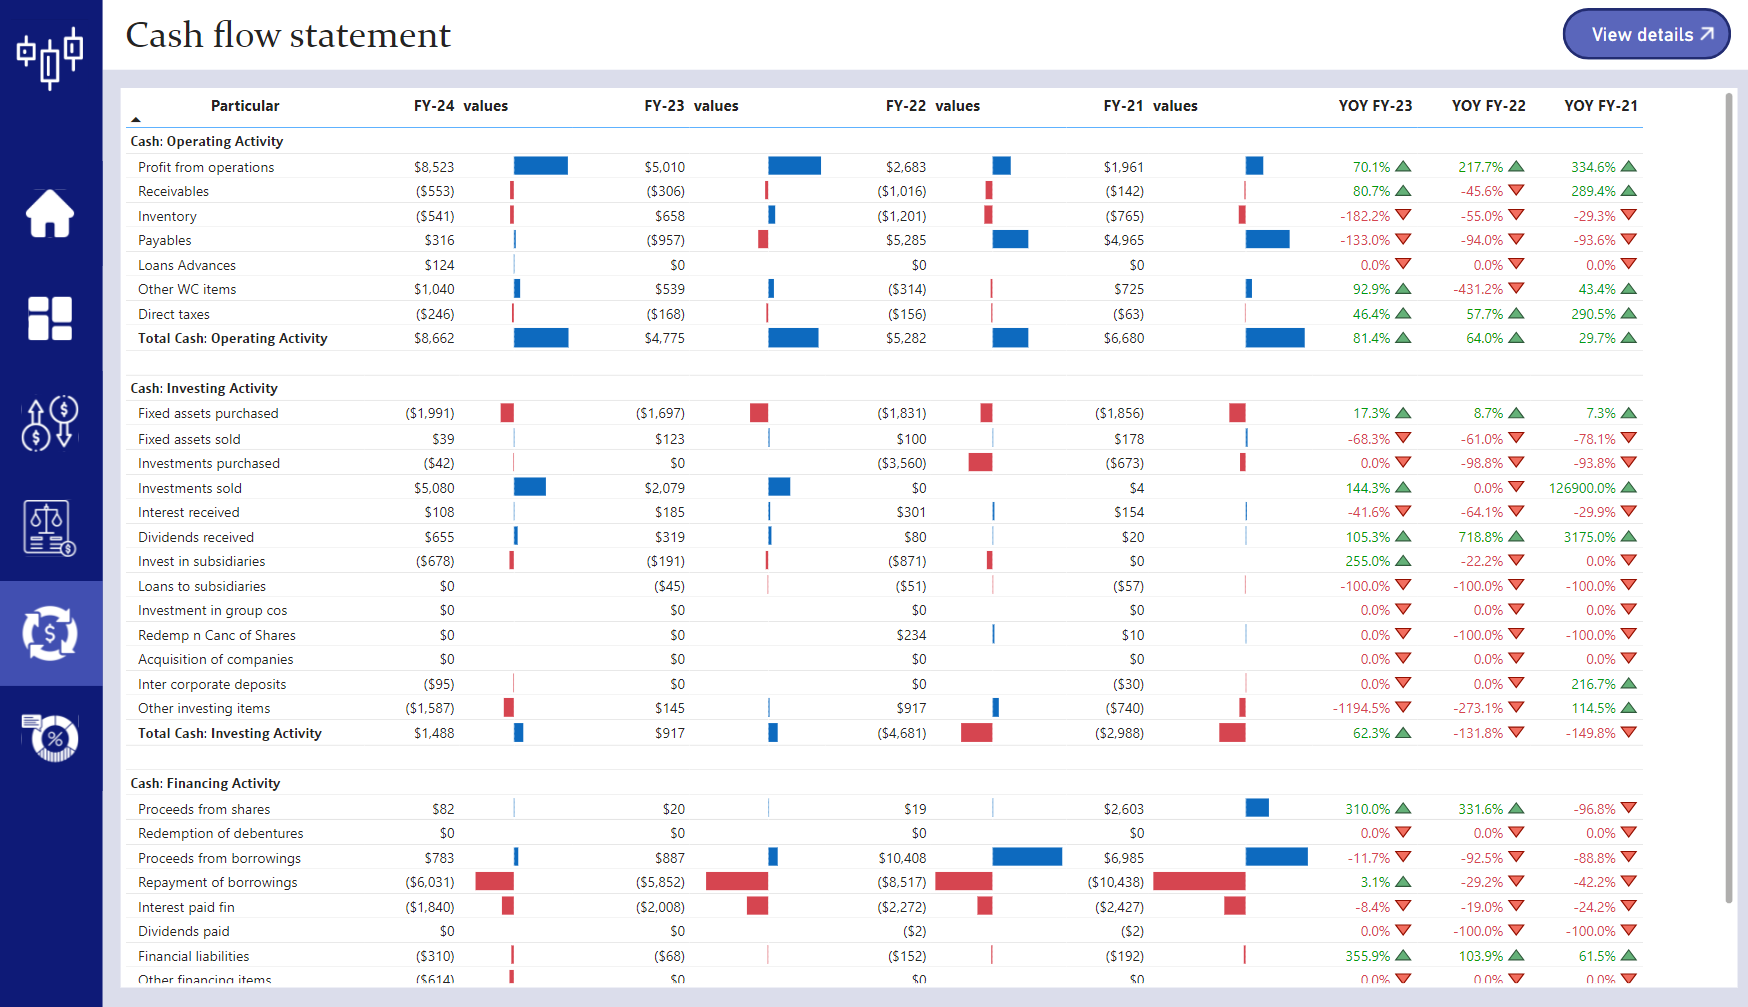 Cash flow statement
View details
Particular FY-24 values FY-23 values FY-22 values FY-21 values YOY FY-23 YOY FY-22 YOY FY-21
Cash: Operating Activity
Profit from operations $8,523 $5,010 $2,683 $1,961 70.1% 217.7% 334.6%
Receivables ($553) ($306) ($1,016) ($142) 80.7% -45.6% 289.4%
Inventory ($541) $658 ($1,201) ($765) -182.2% -55.0% -29.3%
Payables $316 ($957) $5,285 $4,965 -133.0% -94.0% -93.6%
Loans Advances $124 $0 $0 $0 0.0% 0.0% 0.0%
Other WC items $1,040 $539 ($314) $725 92.9% -431.2% 43.4%
Direct taxes ($246) ($168) ($156) ($63) 46.4% 57.7% 290.5%
Total Cash: Operating Activity $8,662 $4,775 $5,282 $6,680 81.4% 64.0% 29.7%
Cash: Investing Activity
Fixed assets purchased ($1,991) ($1,697) ($1,831) ($1,856) 17.3% 8.7% 7.3%
Fixed assets sold $39 $123 $100 $178 -68.3% -61.0% -78.1%
Investments purchased ($42) $0 ($3,560) ($673) 0.0% -98.8% -93.8%
Investments sold $5,080 $2,079 $0 $4 144.3% 0.0% 126900.0%
Interest received $108 $185 $301 $154 -41.6% -64.1% -29.9%
Dividends received $655 $319 $80 $20 105.3% 718.8% 3175.0%
Invest in subsidiaries ($678) ($191) ($871) $0 255.0% -22.2% 0.0%
Loans to subsidiaries $0 ($45) ($51) ($57) -100.0% -100.0% -100.0%
Investment in group cos $0 $0 $0 $0 0.0% 0.0% 0.0%
Redemp n Canc of Shares $0 $0 $234 $10 0.0% -100.0% -100.0%
Acquisition of companies $0 $0 $0 $0 0.0% 0.0% 0.0%
Inter corporate deposits ($95) $0 $0 ($30) 0.0% 0.0% 216.7%
Other investing items ($1,587) $145 $917 ($740) -1194.5% -273.1% 114.5%
Total Cash: Investing Activity $1,488 $917 ($4,681) ($2,988) 62.3% -131.8% -149.8%
Cash: Financing Activity
Proceeds from shares $82 $20 $19 $2,603 310.0% 331.6% -96.8%
Redemption of debentures $0 $0 $0 $0 0.0% 0.0% 0.0%
Proceeds from borrowings $783 $887 $10,408 $6,985 -11.7% -92.5% -88.8%
Repayment of borrowings ($6,031) ($5,852) ($8,517) ($10,438) 3.1% -29.2% -42.2%
Interest paid fin ($1,840) ($2,008) ($2,272) ($2,427) -8.4% -19.0% -24.2%
Dividends paid $0 $0 ($2) ($2) 0.0% -100.0% -100.0%
Financial liabilities ($310) ($68) ($152) ($192) 355.9% 103.9% 61.5%
Other financing items ($614) $0 $0 $0 0.0% 0.0% 0.0%